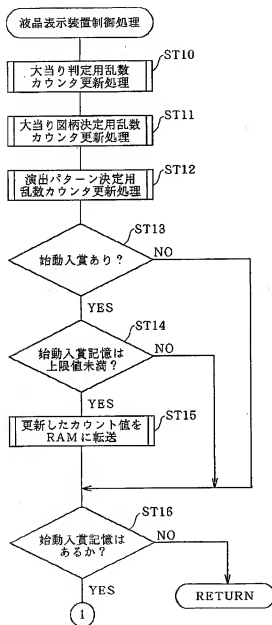 液晶表示装置制御処理
ST10
大当り判定用乱数
カウンタ更新処理
ST11
大当り図柄決定用乱数
カウンタ更新処理
ST12
演出パターン決定用
乱数カウンタ更新処理
ST13
始動入賞あり？
NO
YES
ST14
始動入賞記憶は
上限値未満？
NO
YES
ST15
更新したカウント値を
RAMに転送
ST16
始動入賞記憶は
あるか？
NO
YES
RETURN
1